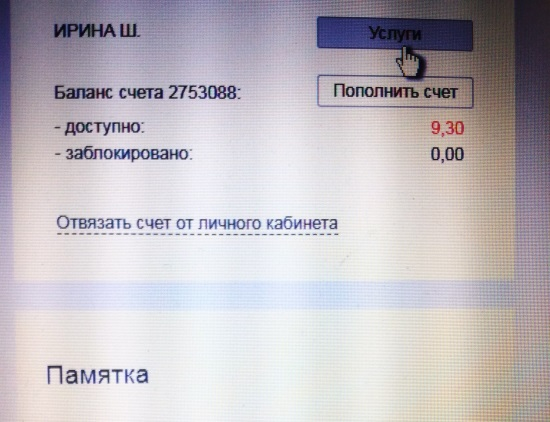 ИРИНА Ш.
Услуги
Баланс счета 2753088:
Пополнить счет
- доступно:
9,30
- заблокировано:
0,00
Отвязать счет от личного кабинета
Памятка